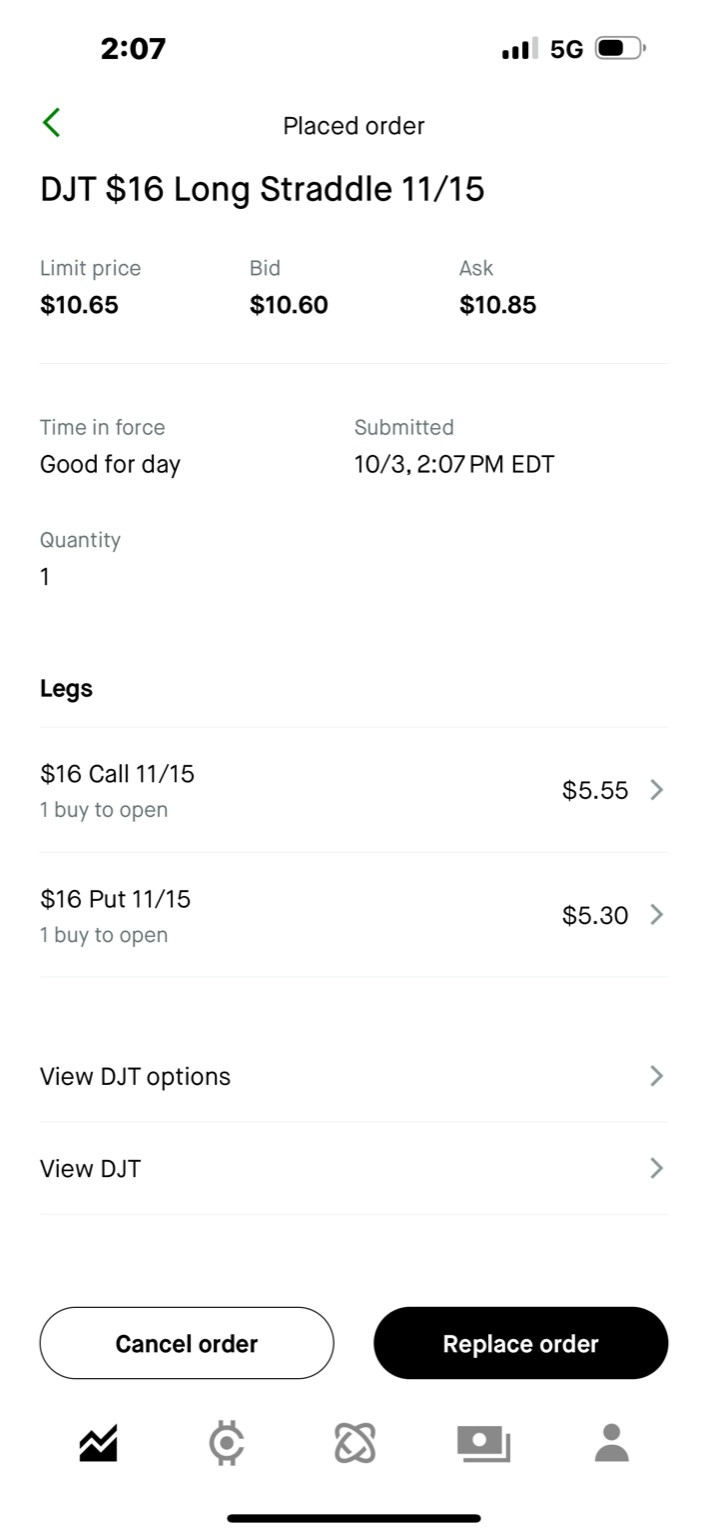 2:07
5G
Placed order
DJT $16 Long Straddle 11/15
Limit price Bid Ask
$10.65 $10.60 $10.85
Time in force Submitted
Good for day 10/3, 2:07 PM EDT
Quantity
1
Legs
$16 Call 11/15
$5.55
1 buy to open
$16 Put 11/15
$5.30
1 buy to open
View DJT options
View DJT
Cancel order Replace order